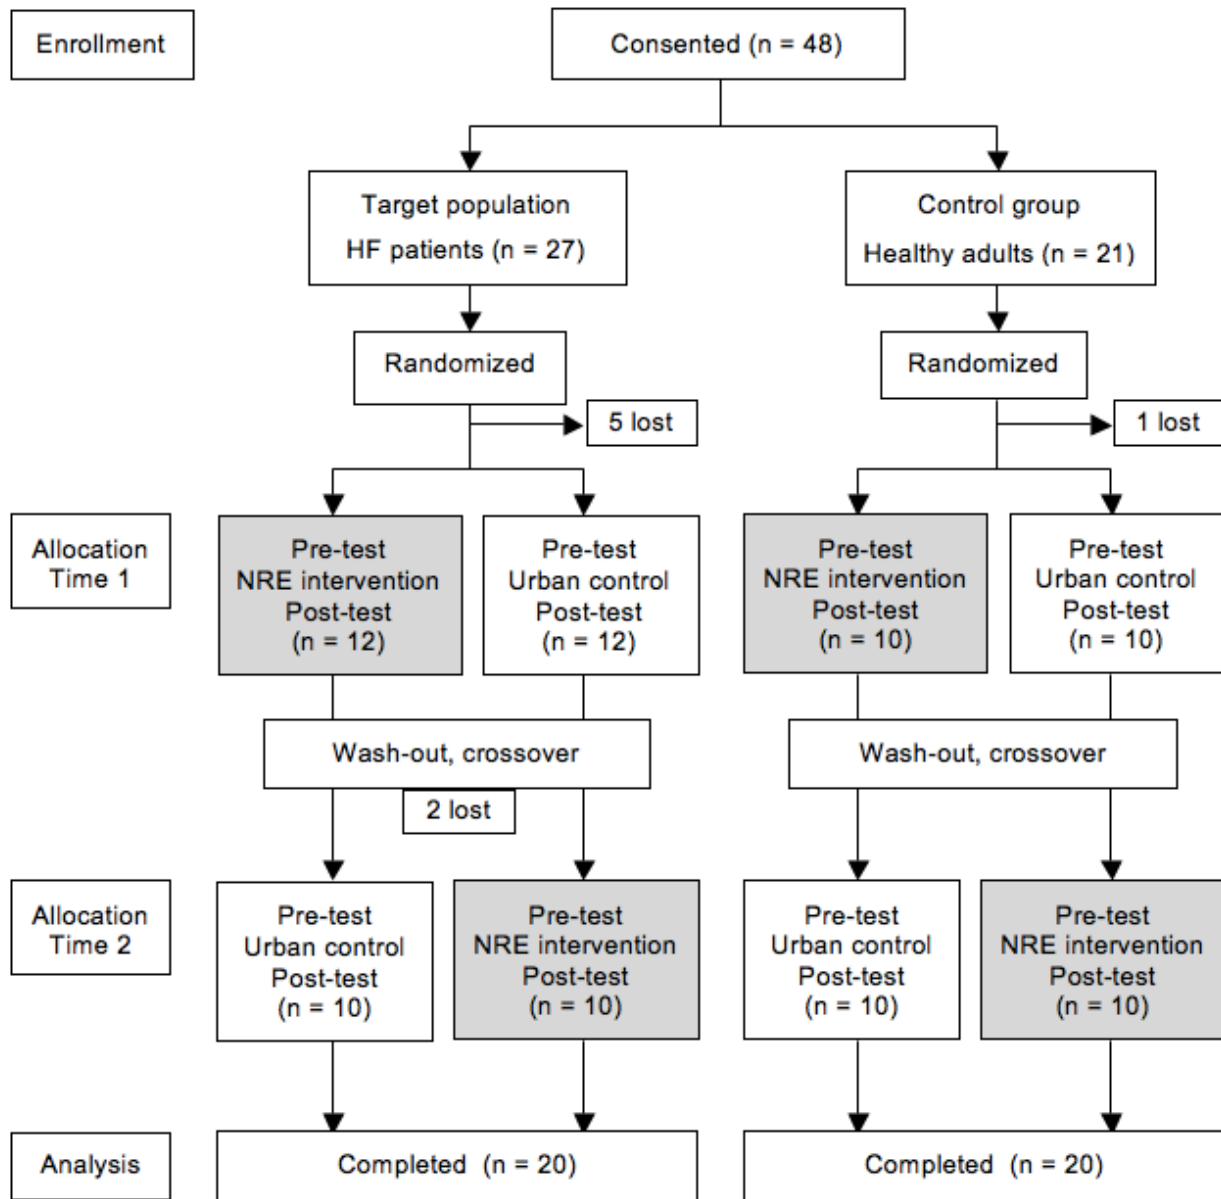 Enrollment
Consented (n = 48)
Target population
HF patients (n = 27)
Control group
Healthy adults (n = 21)
Randomized
Randomized
5 lost
1 lost
Allocation
Time 1
Pre-test
NRE intervention
Post-test
(n = 12)
Pre-test
Urban control
Post-test
(n = 12)
Pre-test
NRE intervention
Post-test
(n = 10)
Pre-test
Urban control
Post-test
(n = 10)
Wash-out, crossover
Wash-out, crossover
2 lost
Allocation
Time 2
Pre-test
Urban control
Post-test
(n = 10)
Pre-test
NRE intervention
Post-test
(n = 10)
Pre-test
Urban control
Post-test
(n = 10)
Pre-test
NRE intervention
Post-test
(n = 10)
Analysis
Completed (n = 20)
Completed (n = 20)